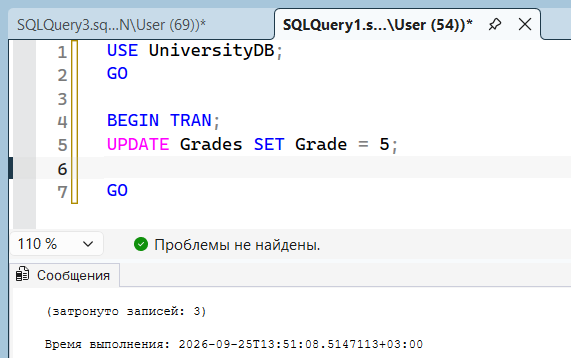 SQLQuery3.sq...N\User (69))*
SQLQuery1.s...\User (54))*
1 USE UniversityDB;
2 GO
3
4 BEGIN TRAN;
5 UPDATE Grades SET Grade = 5;
6
7 GO
110 %
Проблемы не найдены.
Сообщения
(затронуто записей: 3)
Время выполнения: 2026-09-25T13:51:08.5147113+03:00